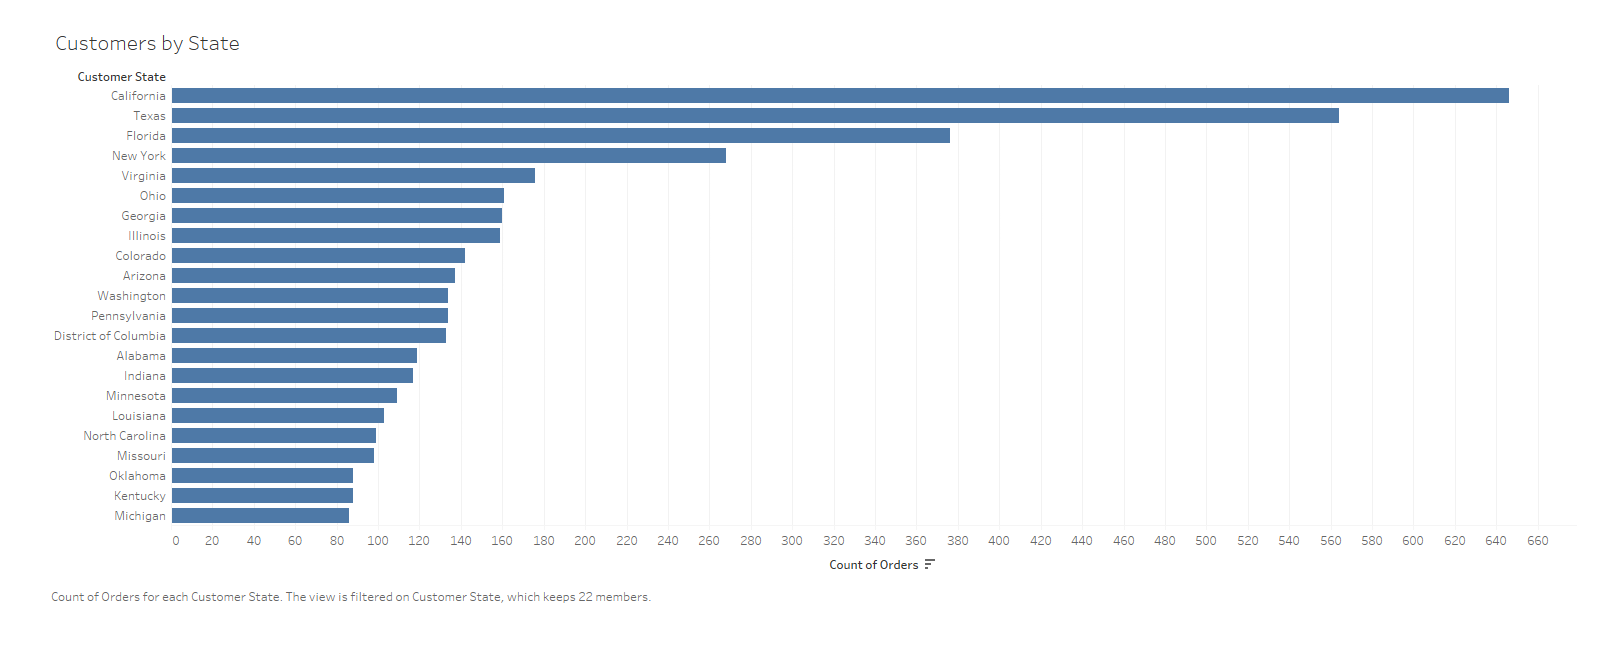 Customers by State
Customer State
California
Texas
Florida
New York
Virginia
Ohio
Georgia
Illinois
Colorado
Arizona
Washington
Pennsylvania
District of Columbia
Alabama
Indiana
Minnesota
Louisiana
North Carolina
Missouri
Oklahoma
Kentucky
Michigan
0 20 40 60 80 100 120 140 160 180 200 220 240 260 280 300 320 340 360 380 400 420 440 460 480 500 520 540 560 580 600 620 640 660
Count of Orders
Count of Orders for each Customer State. The view is filtered on Customer State, which keeps 22 members.